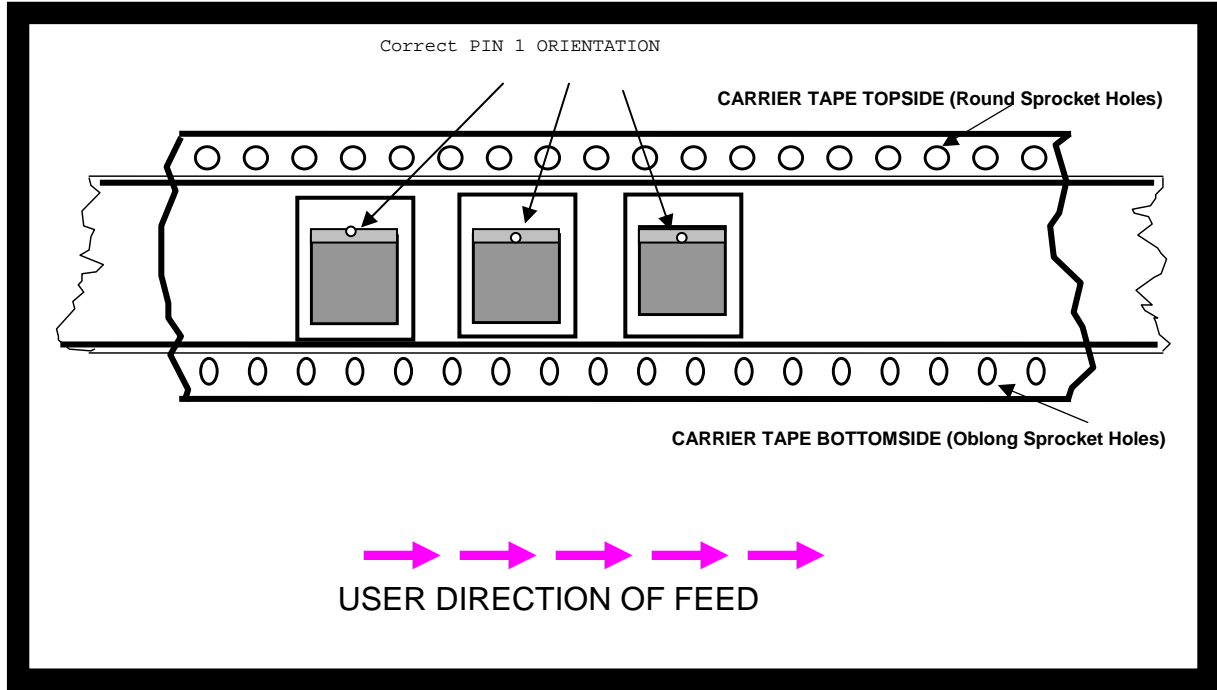 Correct PIN 1 ORIENTATION
CARRIER TAPE TOPSIDE (Round Sprocket Holes)
CARRIER TAPE BOTTOMSIDE (Oblong Sprocket Holes)
USER DIRECTION OF FEED